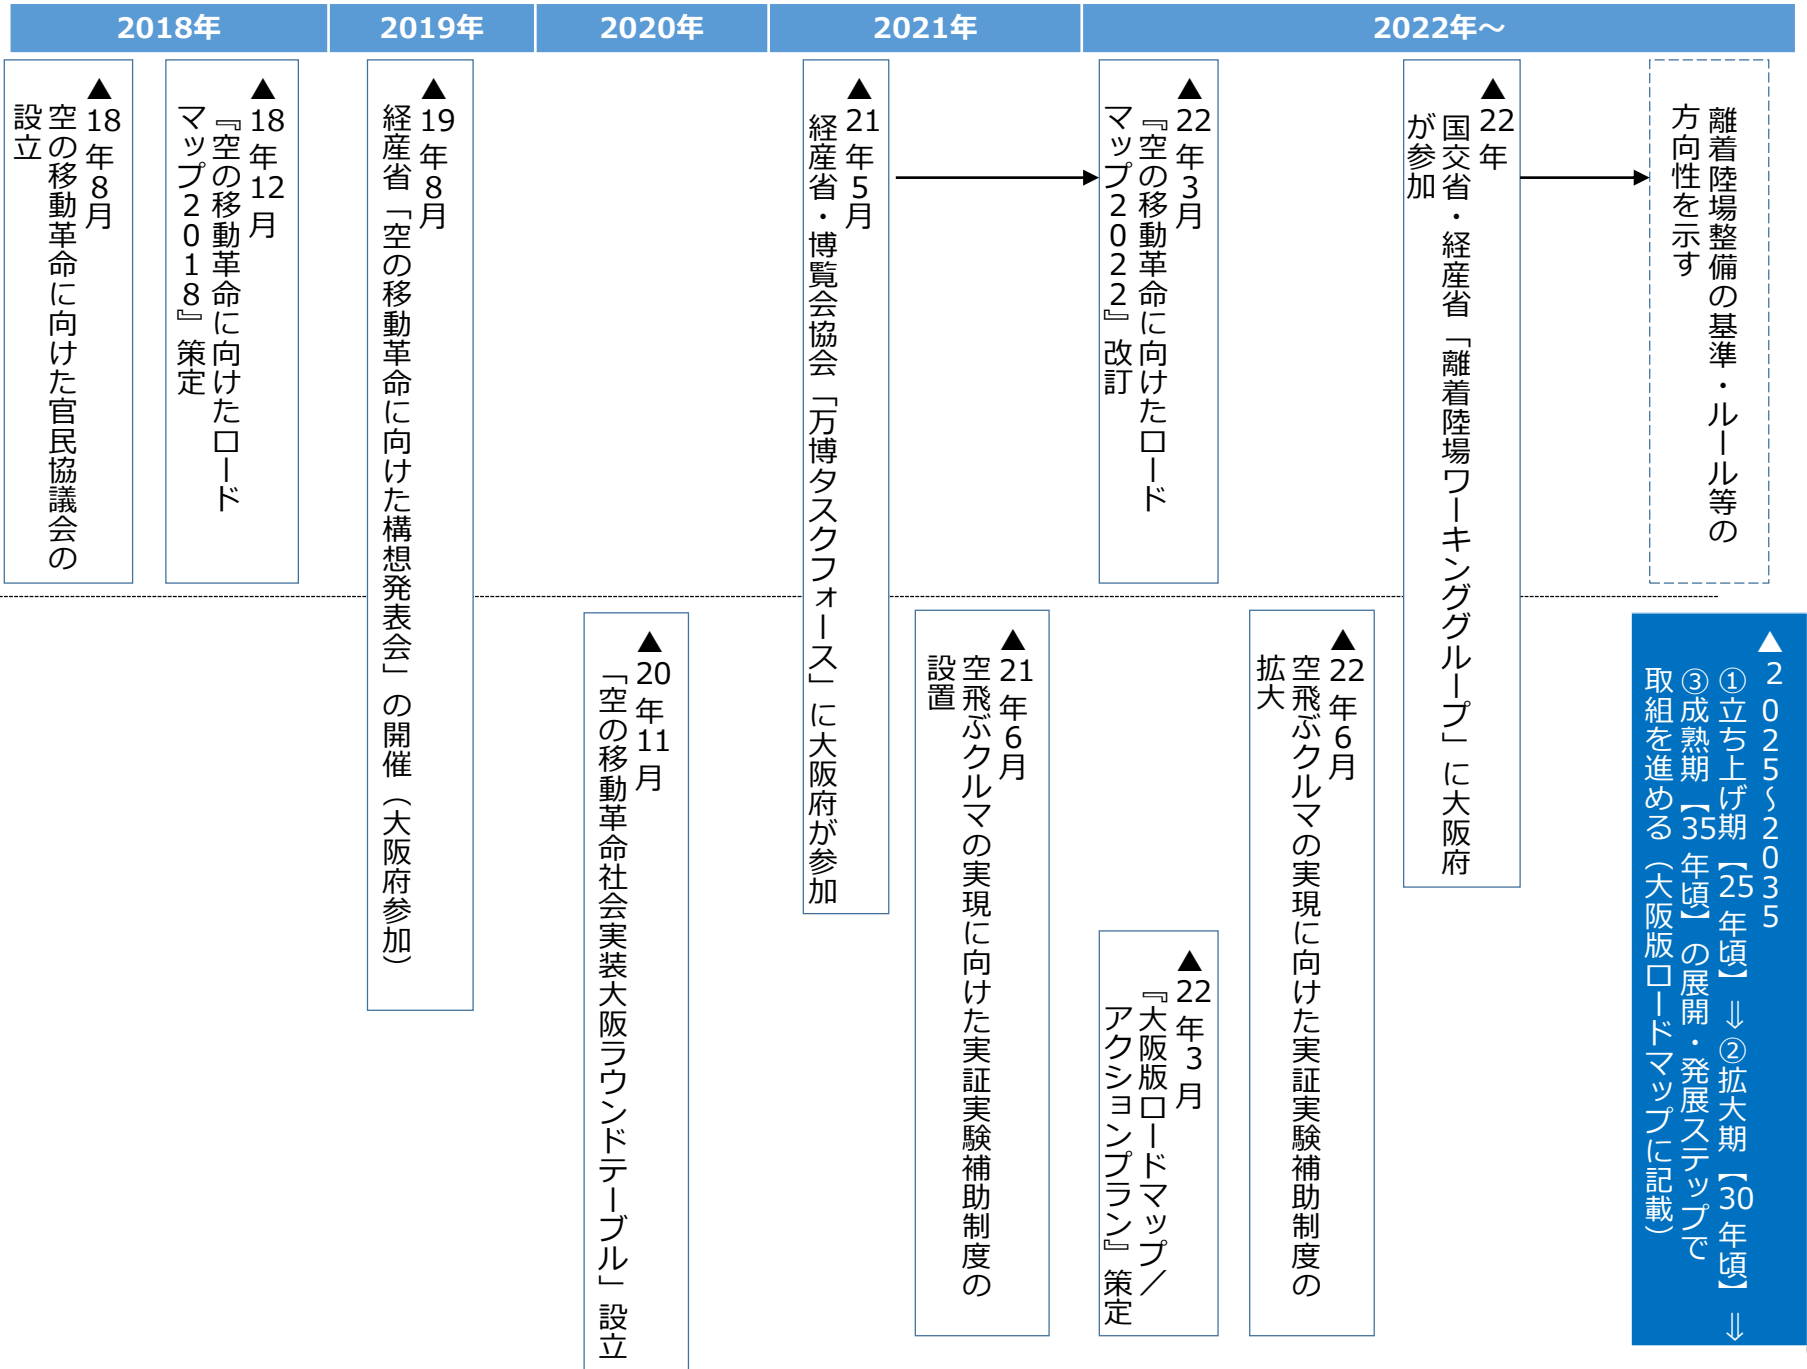 2018年
2019年
2020年
2021年
2022年～
▲18年8月
空の移動革命に向けた官民協議会の
設立
▲18年12月
『空の移動革命に向けたロード
マップ2018』策定
▲19年8月
経産省「空の移動革命に向けた構想発表会」の開催（大阪府参加）
▲21年5月
経産省・博覧会協会「万博タスクフォース」に大阪府が参加
▲22年3月
『空の移動革命に向けたロード
マップ2022』改訂
▲22年
国交省・経産省「離着陸場ワーキンググループ」に大阪府
が参加
離着陸場整備の基準・ルール等の
方向性を示す
▲20年11月
「空の移動革命社会実装大阪ラウンドテーブル」設立
▲21年6月
空飛ぶクルマの実現に向けた実証実験補助制度の
設置
▲22年3月
『大阪版ロードマップ／
アクションプラン』策定
▲22年6月
空飛ぶクルマの実現に向けた実証実験補助制度の
拡大
▲2025～2035
①立ち上げ期【25年頃】⇒②拡大期【30年頃】⇒
③成熟期【35年頃】の展開・発展ステップで
取組を進める（大阪版ロードマップに記載）